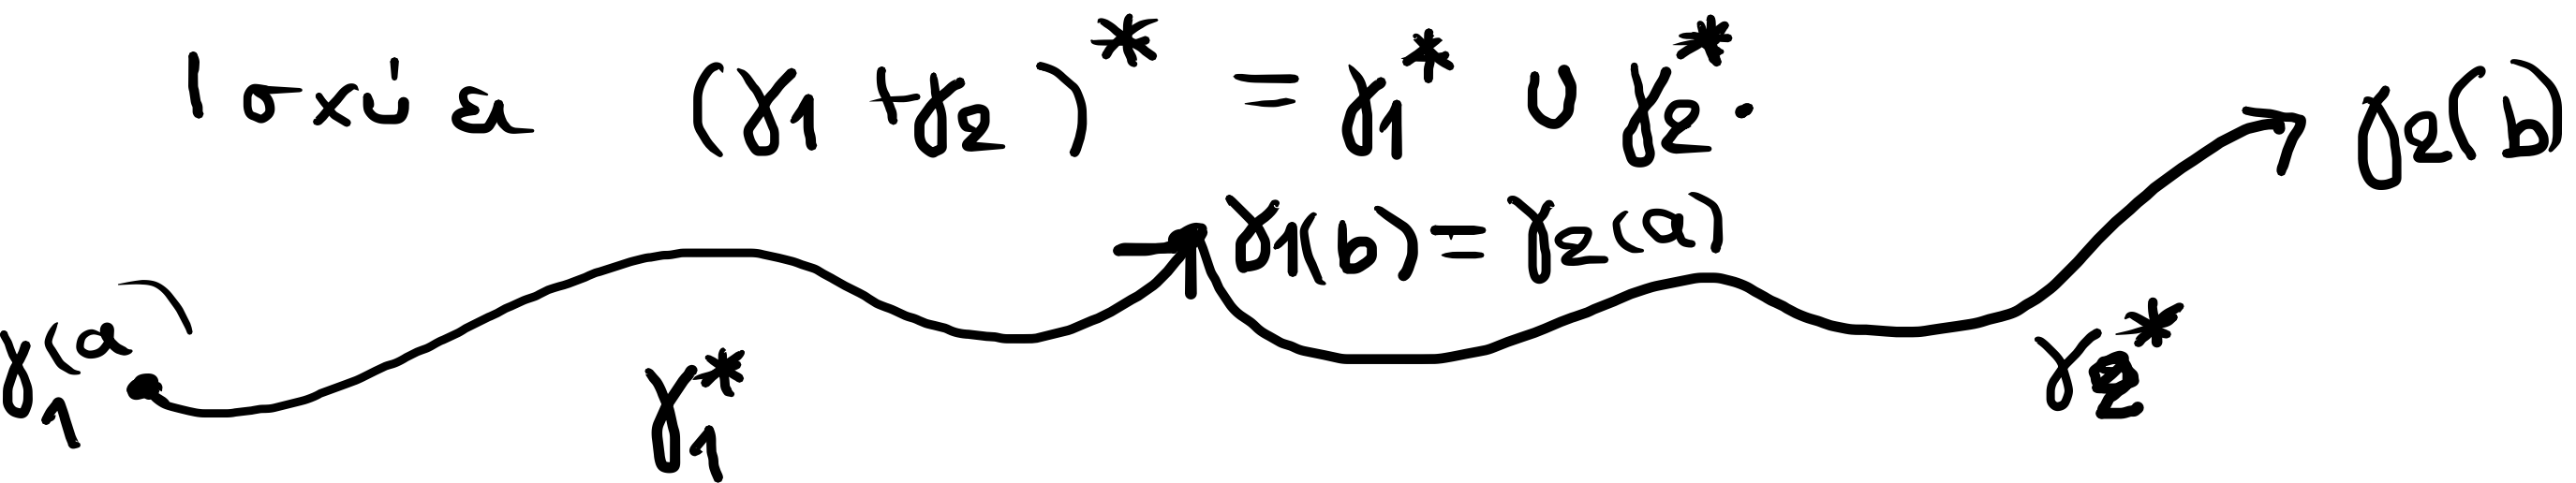 Ισχύει (γ1 + γ2)* = γ1* ∪ γ2*.
γ2(b)
γ1(b) = γ2(a)
γ1(a)
γ1*
γ2*